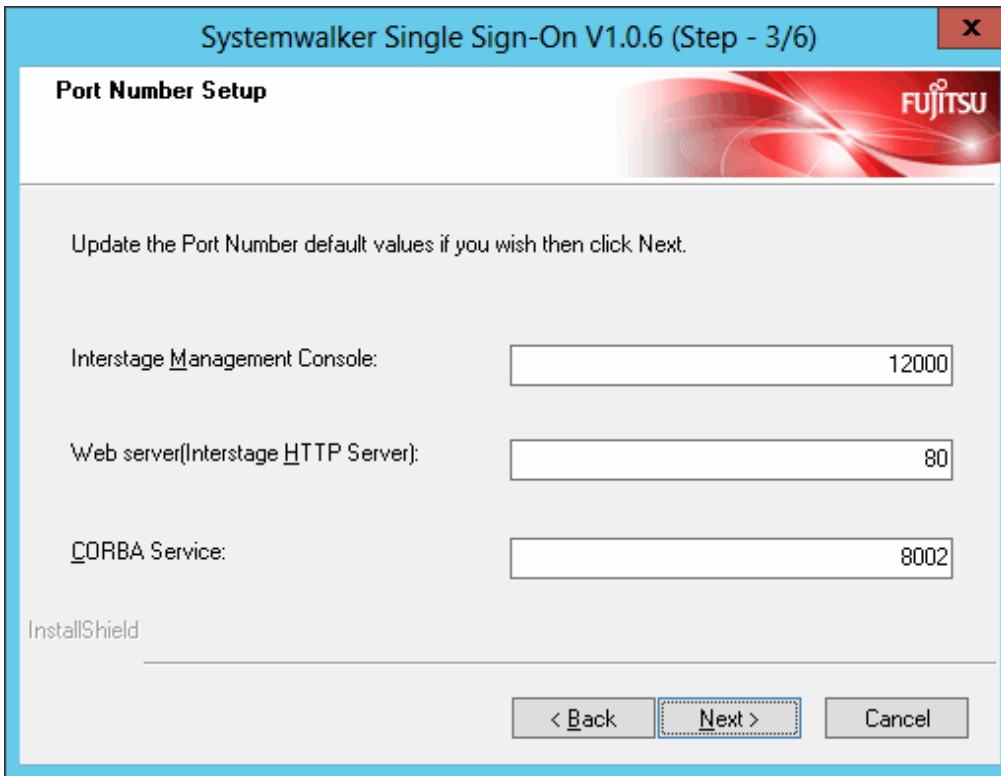 Systemwalker Single Sign-On V1.0.6 (Step - 3/6)
x
Port Number Setup
FUJITSU
Update the Port Number default values if you wish then click Next.
Interstage Management Console:
12000
Web server(Interstage HTTP Server):
80
CORBA Service:
8002
InstallShield
< Back
Next >
Cancel